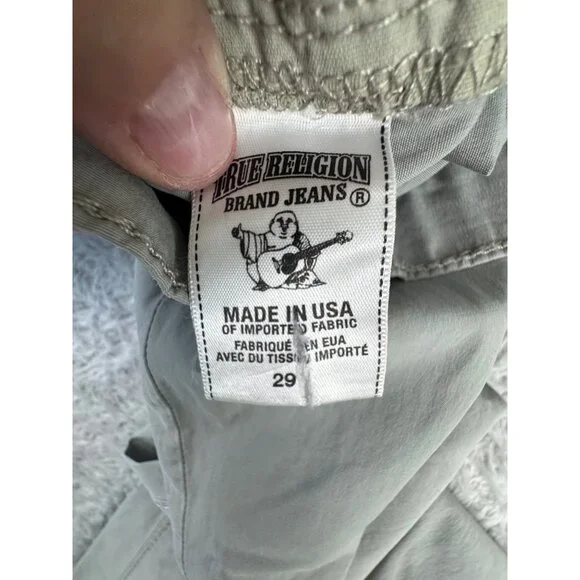 TRUE RELIGION
BRAND JEANS ®
MADE IN USA
OF IMPORTED FABRIC
FABRIQUÉ EN EUA
AVEC DU TISSU IMPORTÉ
29